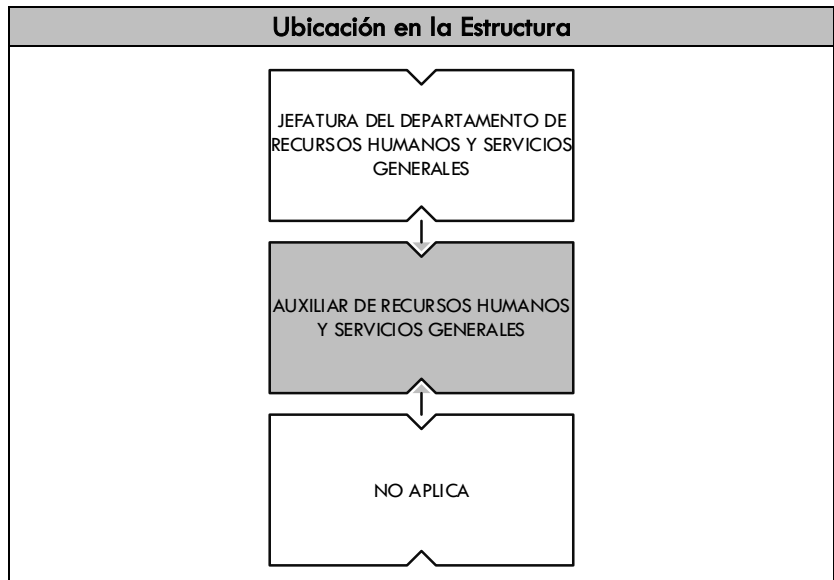 Ubicación en la Estructura
JEFATURA DEL DEPARTAMENTO DE
RECURSOS HUMANOS Y SERVICIOS
GENERALES
AUXILIAR DE RECURSOS HUMANOS
Y SERVICIOS GENERALES
NO APLICA